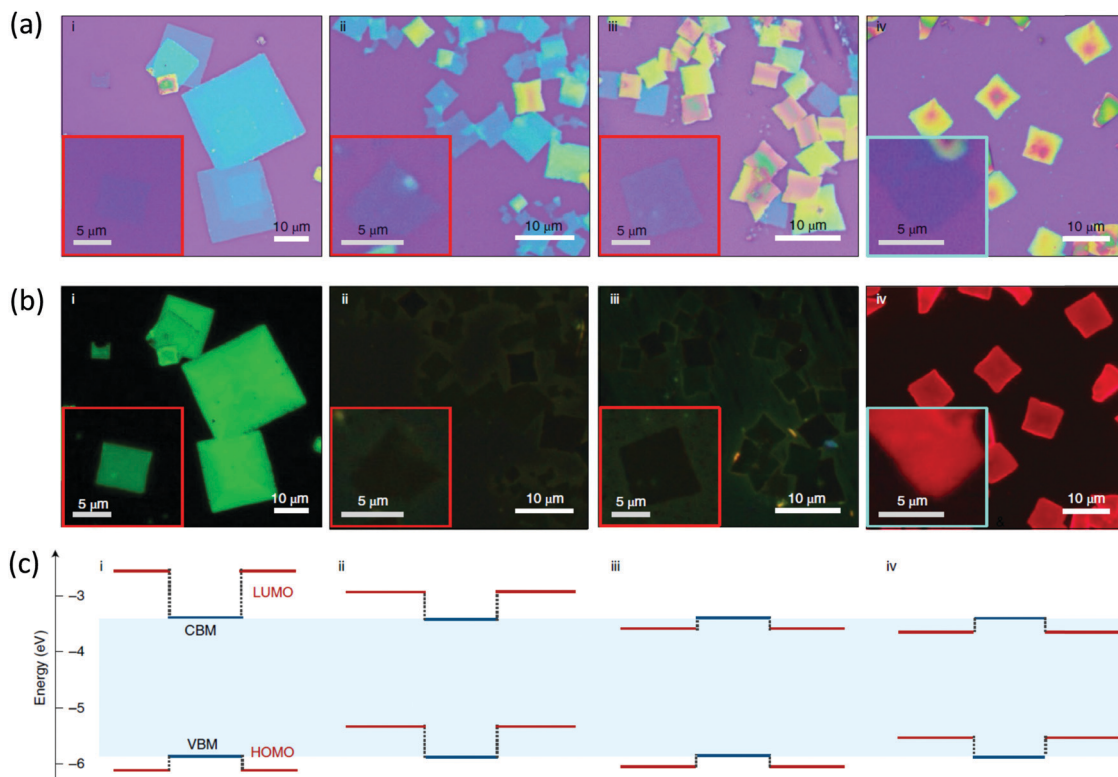 (a)
i
ii
iii
iv
5 µm
10 µm
5 µm
10 µm
5 µm
10 µm
5 µm
10 µm
(b)
i
ii
iii
iv
5 µm
10 µm
5 µm
10 µm
5 µm
10 µm
5 µm
10 µm
(c)
i
ii
iii
iv
Energy (eV)
–3
–4
–5
–6
LUMO
CBM
VBM
HOMO